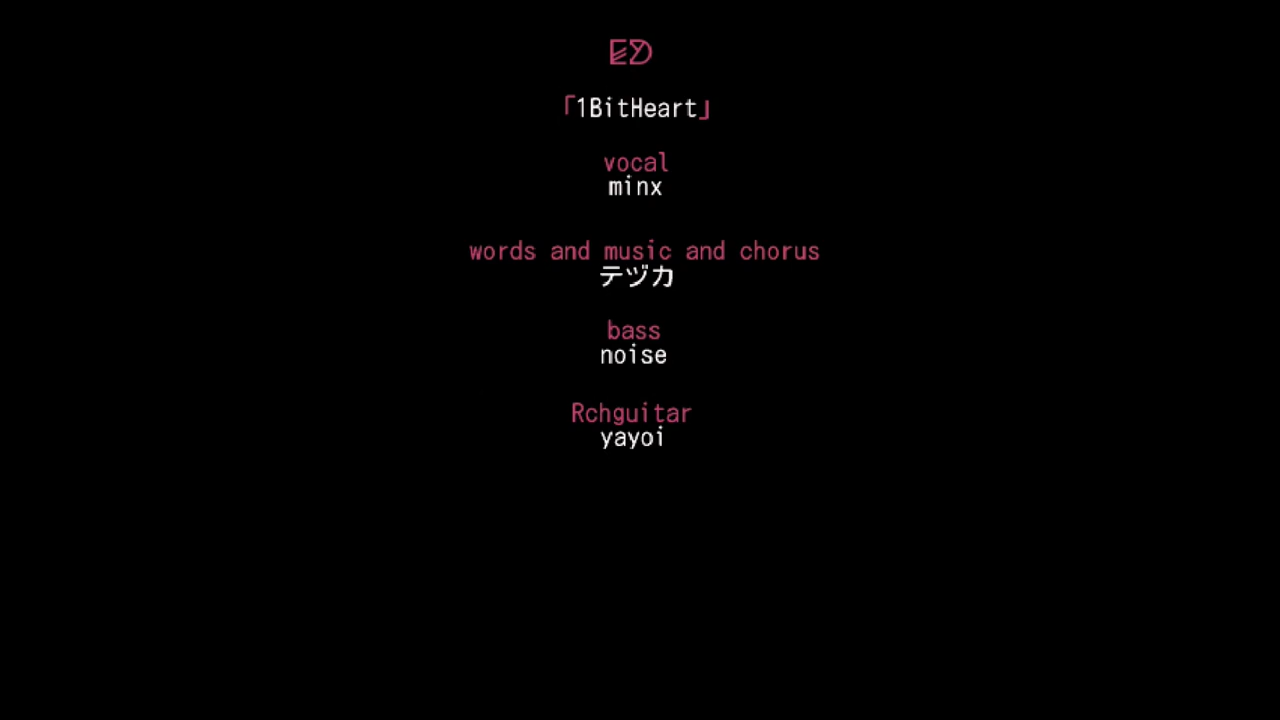 ED
「1BitHeart」
vocal
minx
words and music and chorus
テヅカ
bass
noise
Rchguitar
yayoi